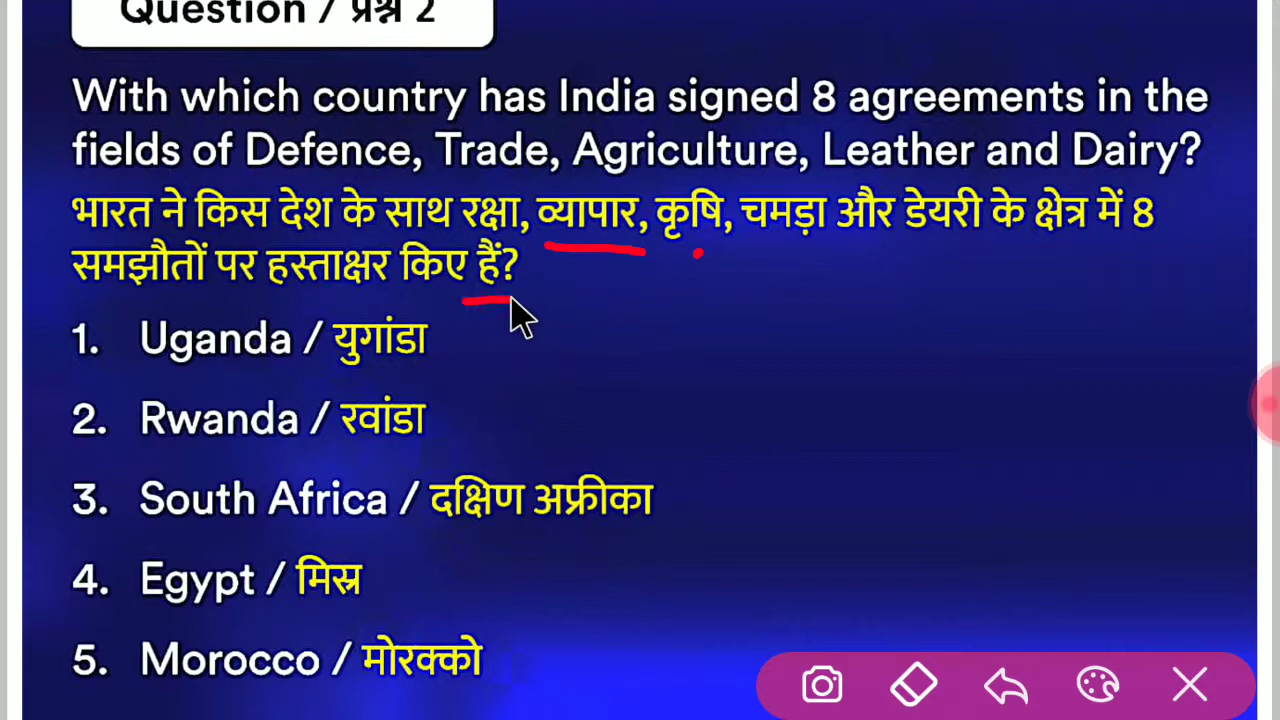 Question / प्रश्न 2
With which country has India signed 8 agreements in the
fields of Defence, Trade, Agriculture, Leather and Dairy?
भारत ने किस देश के साथ रक्षा, व्यापार, कृषि, चमड़ा और डेयरी के क्षेत्र में 8
समझौतों पर हस्ताक्षर किए हैं?
1. Uganda / युगांडा
2. Rwanda / रवांडा
3. South Africa / दक्षिण अफ्रीका
4. Egypt / मिस्र
5. Morocco / मोरक्को